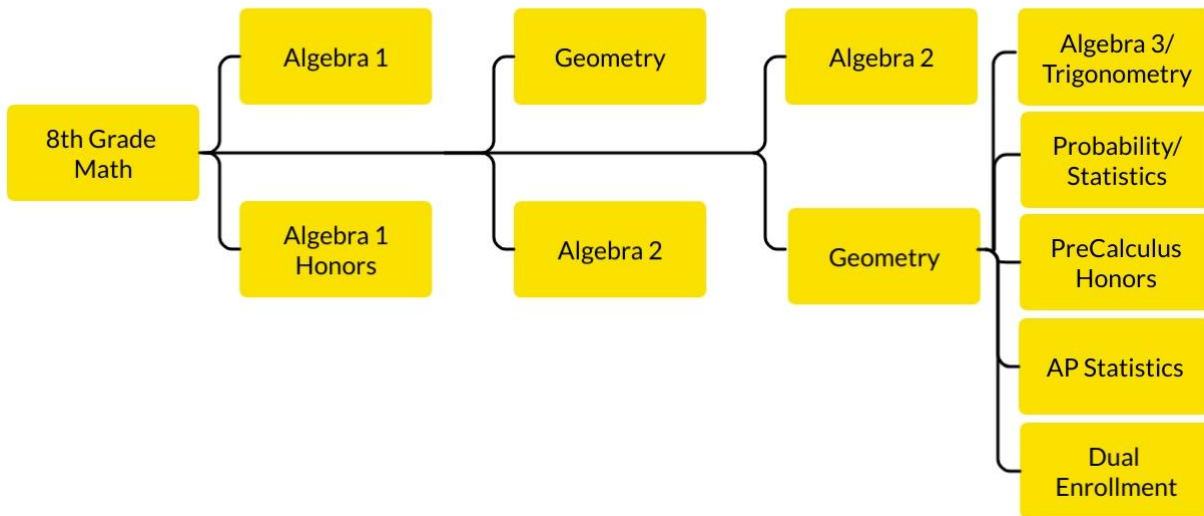 8th Grade
Math
Algebra 1
Algebra 1
Honors
Geometry
Algebra 2
Algebra 2
Geometry
Algebra 3/
Trigonometry
Probability/
Statistics
PreCalculus
Honors
AP Statistics
Dual
Enrollment